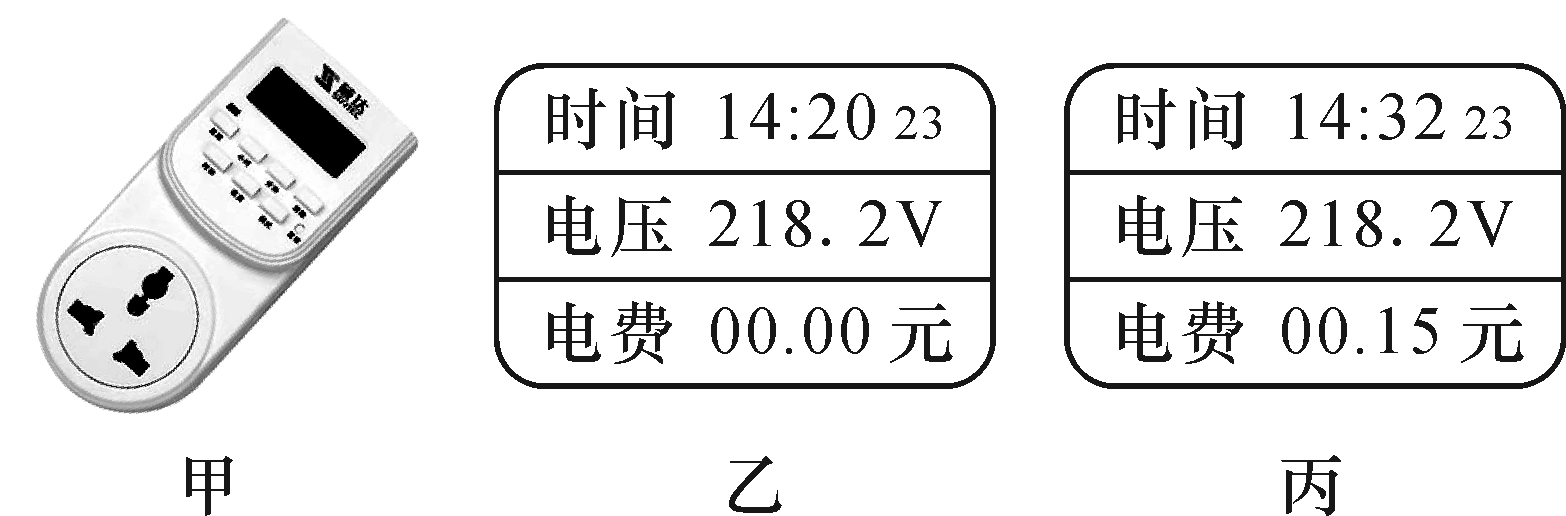 时间 14:20 23
电压 218. 2V
电费 00.00 元
时间 14:32 23
电压 218. 2V
电费 00.15 元
甲
乙
丙